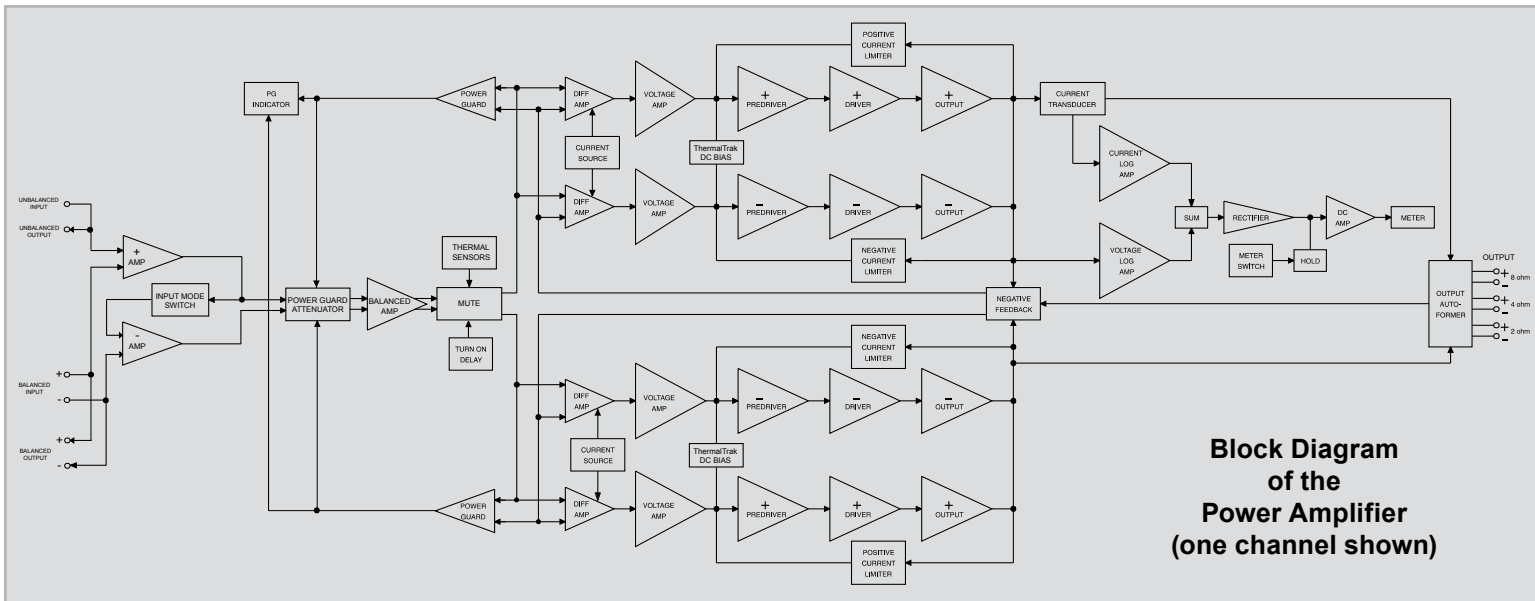 POSITIVE
CURRENT
LIMITER
PG
INDICATOR
POWER
GUARD
DIFF
AMP
VOLTAGE
AMP
+
PREDRIVER
+
DRIVER
+
OUTPUT
CURRENT
TRANSDUCER
CURRENT
SOURCE
ThermalTrak
DC BIAS
CURRENT
LOG
AMP
DIFF
AMP
VOLTAGE
AMP
−
PREDRIVER
−
DRIVER
−
OUTPUT
UNBALANCED
INPUT
UNBALANCED
OUTPUT
SUM
RECTIFIER
DC
AMP
METER
+
AMP
THERMAL
SENSORS
NEGATIVE
CURRENT
LIMITER
VOLTAGE
LOG
AMP
METER
SWITCH
HOLD
INPUT MODE
SWITCH
POWER GUARD
ATTENUATOR
BALANCED
AMP
MUTE
NEGATIVE
FEEDBACK
OUTPUT
AUTO-
FORMER
OUTPUT
+
− 8 ohm
+
− 4 ohm
+
− 2 ohm
−
AMP
TURN ON
DELAY
NEGATIVE
CURRENT
LIMITER
+
BALANCED
INPUT
-
DIFF
AMP
VOLTAGE
AMP
−
PREDRIVER
−
DRIVER
−
OUTPUT
+
BALANCED
OUTPUT
-
CURRENT
SOURCE
ThermalTrak
DC BIAS
POWER
GUARD
DIFF
AMP
VOLTAGE
AMP
+
PREDRIVER
+
DRIVER
+
OUTPUT
POSITIVE
CURRENT
LIMITER
Block Diagram
of the
Power Amplifier
(one channel shown)